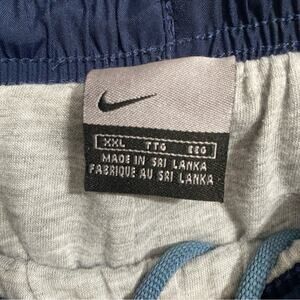 XXL TTG EEG
MADE IN SRI LANKA
FABRIQUE AU SRI LANKA